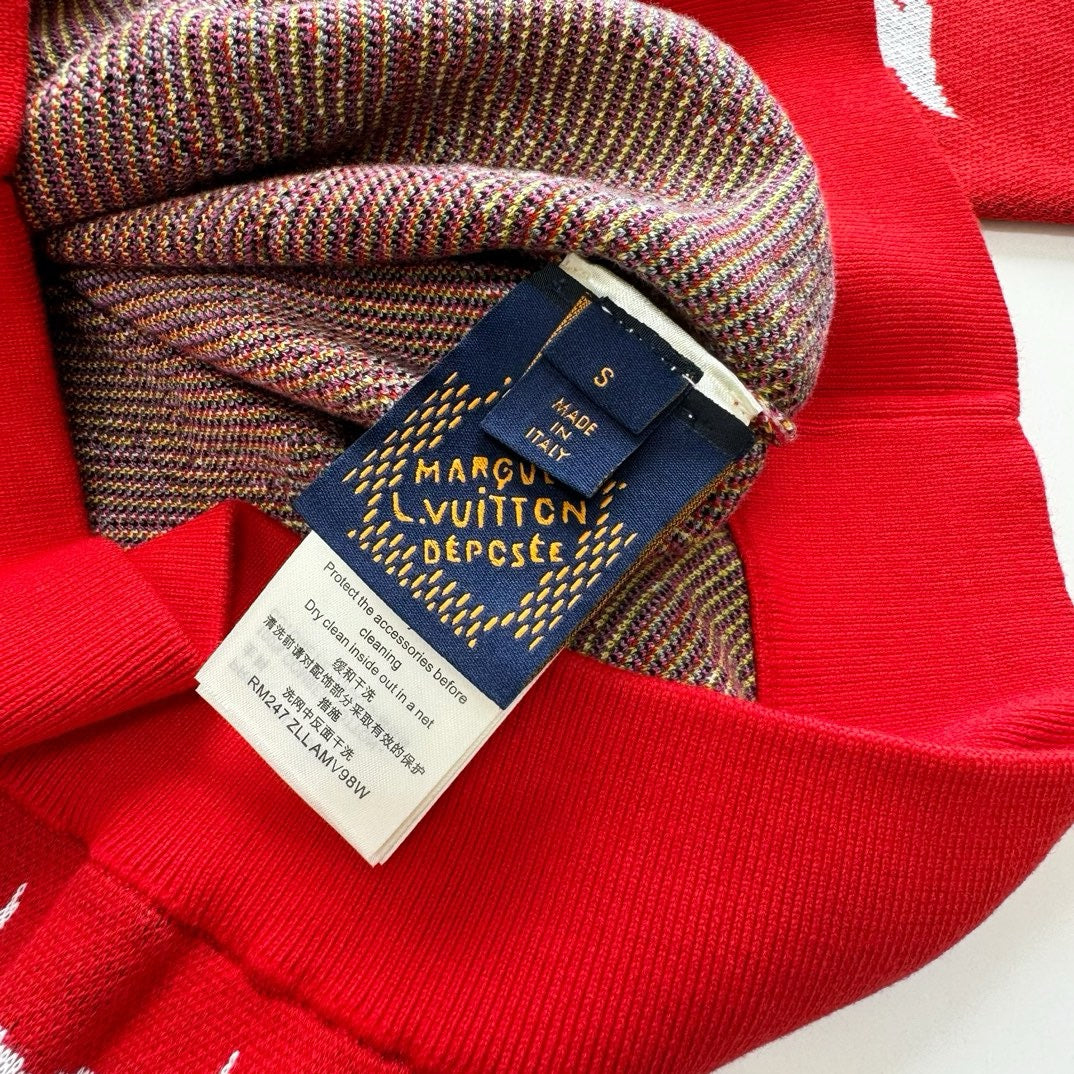 S
MADE
IN
ITALY
MARQUE
L.VUITTON
DÉPOSÉE
Protect the accessories before
cleaning
Dry clean inside out in a net
缓和干洗
清洗前请对配饰部分采取有效的保护
措施
洗网中反面干洗
RM247 ZLL AMV98W